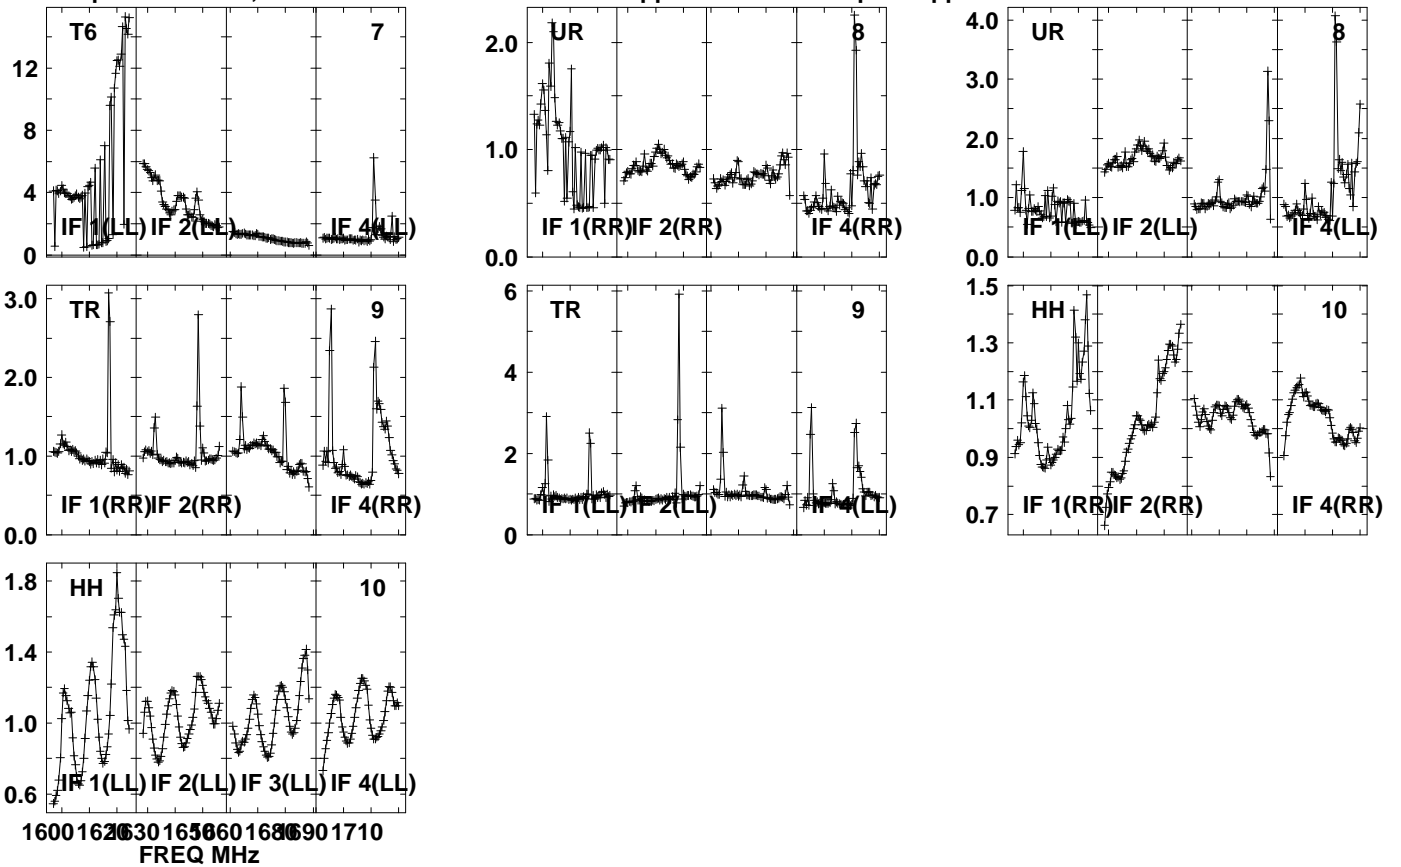 T6 7
12
8
4
0
IF 1(LL) IF 2(LL) IF 4(LL)
UR 8
2.0
1.0
0.0
IF 1(RR) IF 2(RR) IF 4(RR)
UR 8
4.0
3.0
2.0
1.0
0.0
IF 1(LL) IF 2(LL) IF 4(LL)
TR 9
3.0
2.0
1.0
0.0
IF 1(RR) IF 2(RR) IF 4(RR)
TR 9
6
4
2
0
IF 1(LL) IF 2(LL) IF 4(LL)
HH 10
1.5
1.3
1.1
0.9
0.7
IF 1(RR) IF 2(RR) IF 4(RR)
HH 10
1.8
1.4
1.0
0.6
IF 1(LL) IF 2(LL) IF 3(LL) IF 4(LL)
1600 1620 1630 1650 1660 1680 1690 1710
FREQ MHz